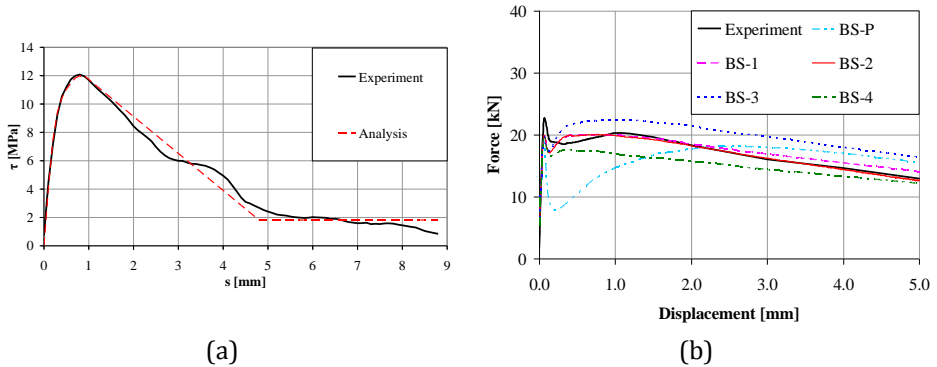 14
12
10
8
6
4
2
0
τ [MPa]
0 1 2 3 4 5 6 7 8 9
s [mm]
Experiment
Analysis
(a)
40
30
20
10
0
Force [kN]
0.0 1.0 2.0 3.0 4.0 5.0
Displacement [mm]
Experiment BS-P
BS-1 BS-2
BS-3 BS-4
(b)